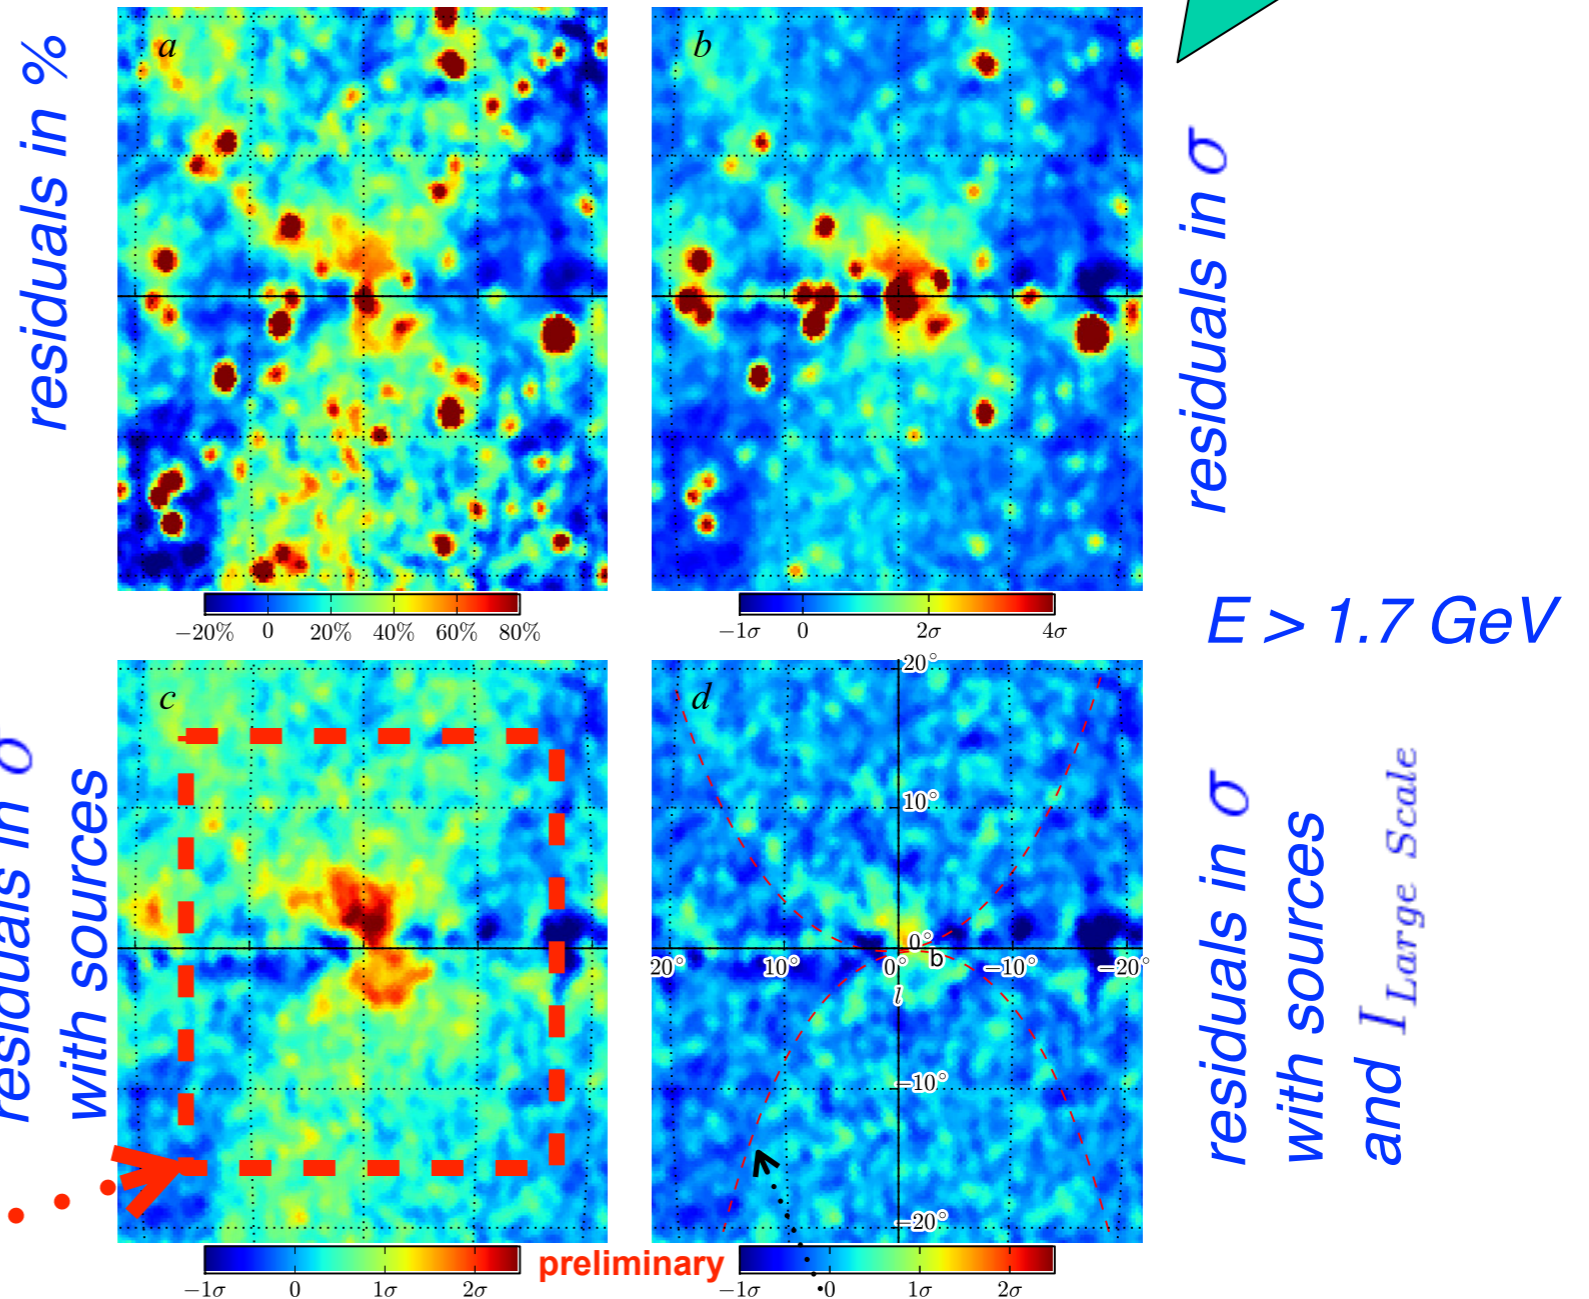 residuals in %
a
b
residuals in σ
−20% 0 20% 40% 60% 80%
−1σ 0 2σ 4σ
E > 1.7 GeV
residuals in σ
with sources
c
d
20°
10°
0°
b
20° 10° 0° −10° −20°
l
−10°
−20°
residuals in σ
with sources
and I Large Scale
−1σ 0 1σ 2σ
preliminary
−1σ 0 1σ 2σ